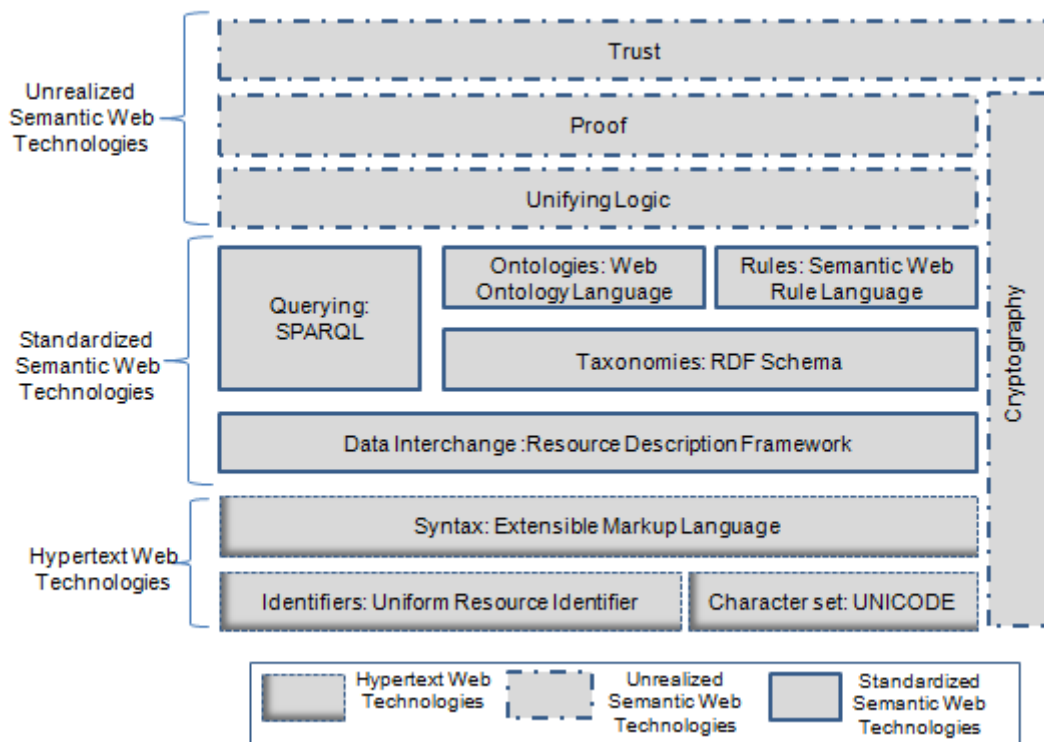 Trust
Unrealized
Semantic Web
Technologies
Proof
Unifying Logic
Standardized
Semantic Web
Technologies
Querying:
SPARQL
Ontologies: Web
Ontology Language
Rules: Semantic Web
Rule Language
Taxonomies: RDF Schema
Data Interchange :Resource Description Framework
Cryptography
Hypertext Web
Technologies
Syntax: Extensible Markup Language
Identifiers: Uniform Resource Identifier
Character set: UNICODE
Hypertext Web
Technologies
Unrealized
Semantic Web
Technologies
Standardized
Semantic Web
Technologies